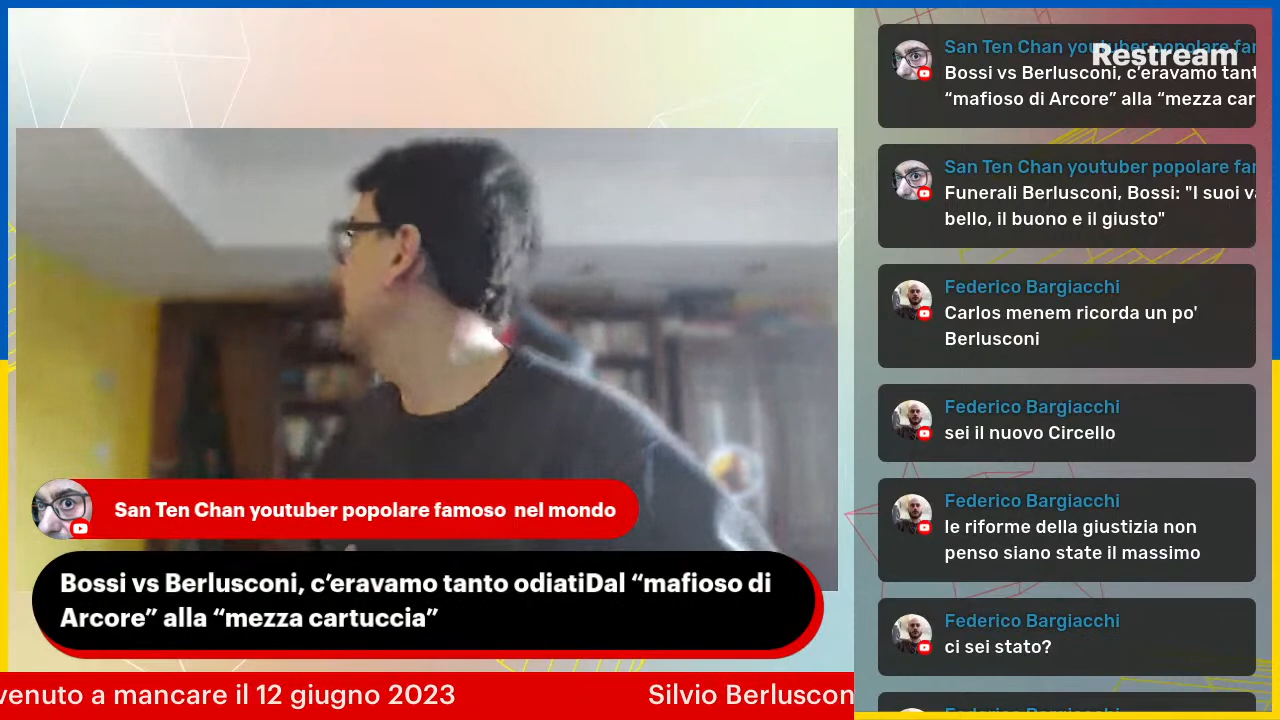 San Ten Chan youtuber popolare famoso nel mondo
Bossi vs Berlusconi, c’eravamo tanto odiatiDal “mafioso di
Arcore” alla “mezza cartuccia”
venuto a mancare il 12 giugno 2023
Silvio Berluscon
Restream
San Ten Chan youtuber popolare fa
Bossi vs Berlusconi, c’eravamo tant
“mafioso di Arcore” alla “mezza car
San Ten Chan youtuber popolare fa
Funerali Berlusconi, Bossi: "I suoi va
bello, il buono e il giusto"
Federico Bargiacchi
Carlos menem ricorda un po'
Berlusconi
Federico Bargiacchi
sei il nuovo Circello
Federico Bargiacchi
le riforme della giustizia non
penso siano state il massimo
Federico Bargiacchi
ci sei stato?
Federico Bargiacchi